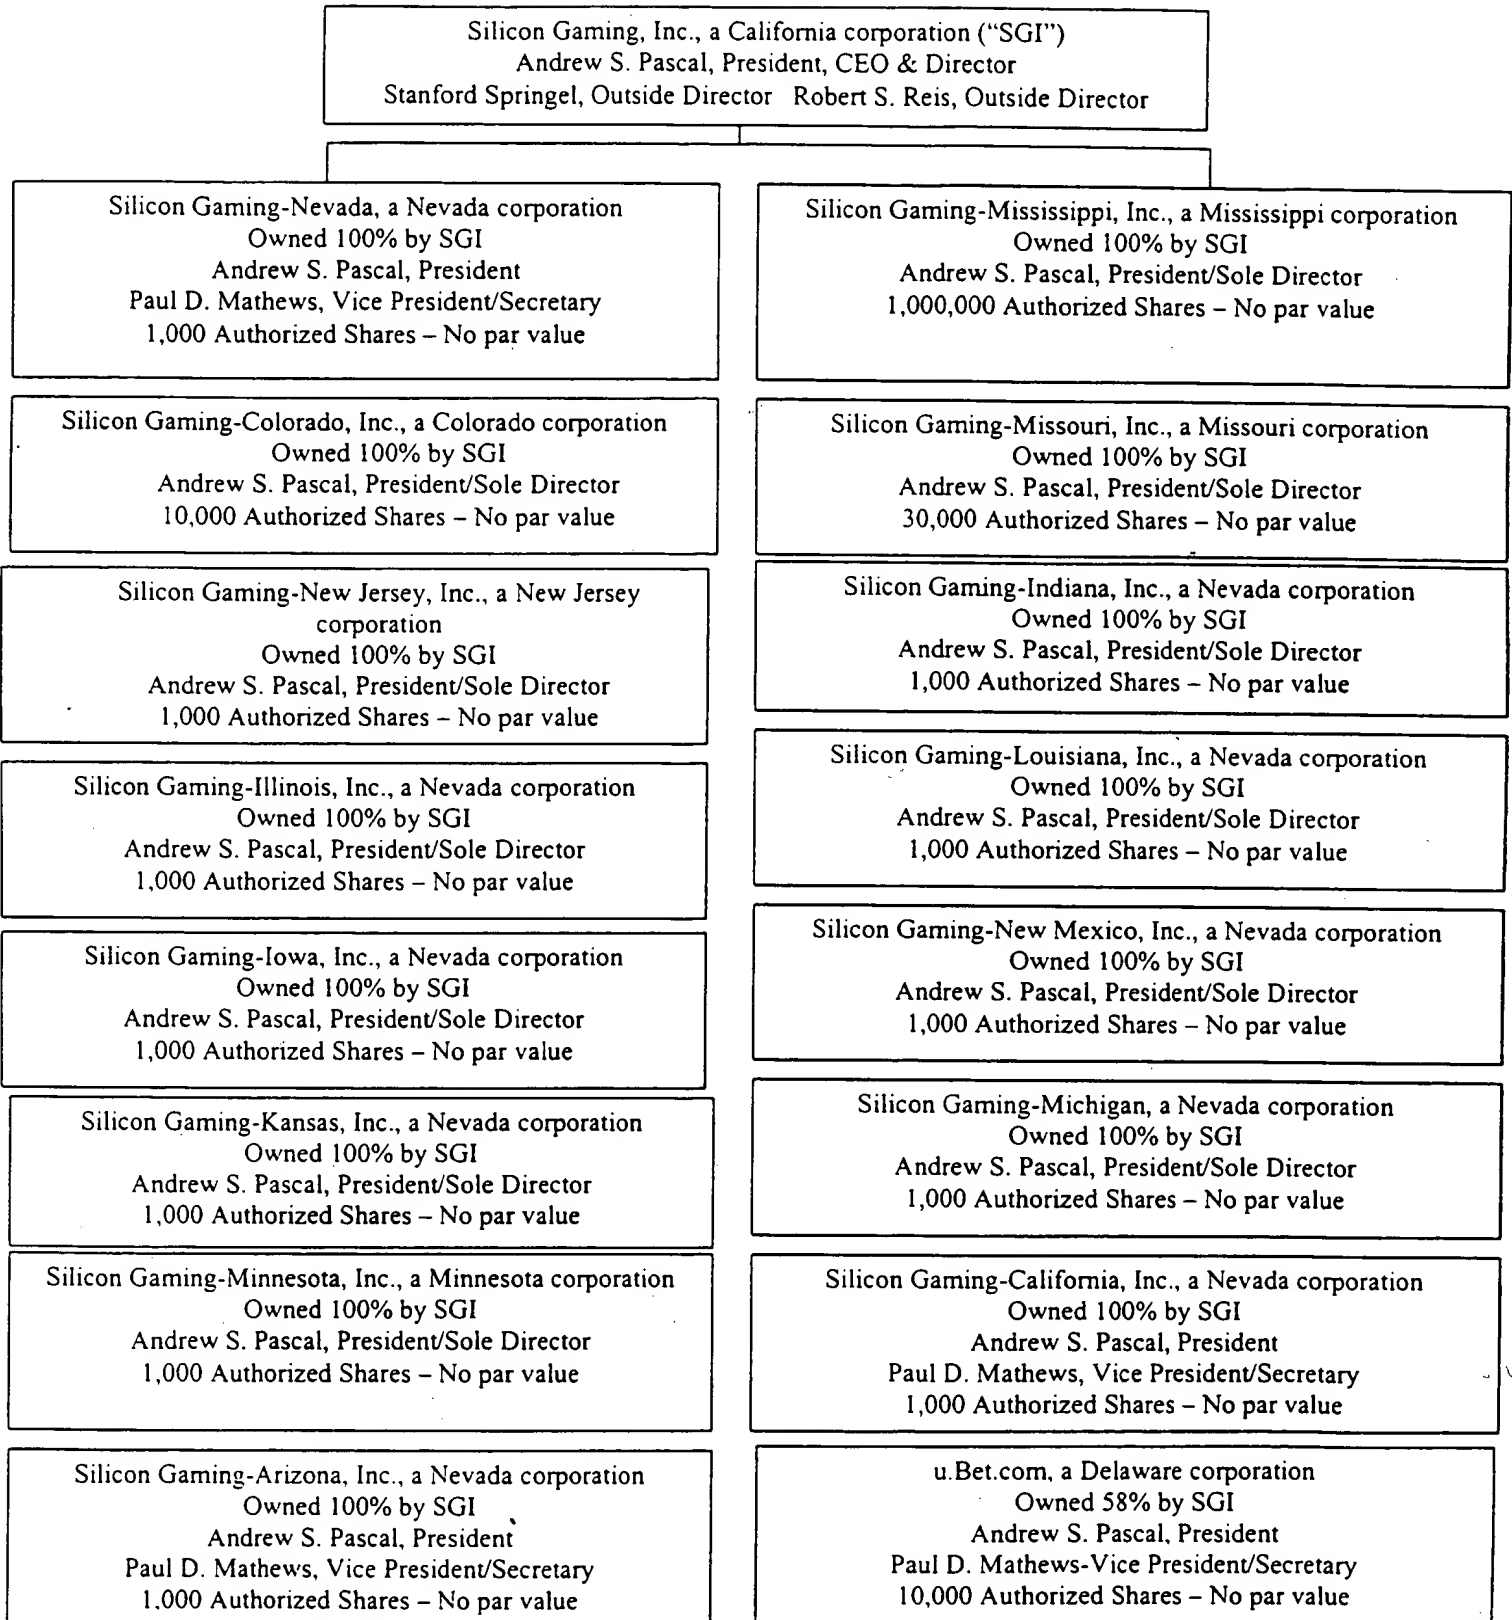 Silicon Gaming, Inc., a California corporation (“SGI”)
Andrew S. Pascal, President, CEO & Director
Stanford Springel, Outside Director Robert S. Reis, Outside Director
Silicon Gaming-Nevada, a Nevada corporation
Owned 100% by SGI
Andrew S. Pascal, President
Paul D. Mathews, Vice President/Secretary
1,000 Authorized Shares – No par value
Silicon Gaming-Mississippi, Inc., a Mississippi corporation
Owned 100% by SGI
Andrew S. Pascal, President/Sole Director
1,000,000 Authorized Shares – No par value
Silicon Gaming-Colorado, Inc., a Colorado corporation
Owned 100% by SGI
Andrew S. Pascal, President/Sole Director
10,000 Authorized Shares – No par value
Silicon Gaming-Missouri, Inc., a Missouri corporation
Owned 100% by SGI
Andrew S. Pascal, President/Sole Director
30,000 Authorized Shares – No par value
Silicon Gaming-New Jersey, Inc., a New Jersey
corporation
Owned 100% by SGI
Andrew S. Pascal, President/Sole Director
1,000 Authorized Shares – No par value
Silicon Gaming-Indiana, Inc., a Nevada corporation
Owned 100% by SGI
Andrew S. Pascal, President/Sole Director
1,000 Authorized Shares – No par value
Silicon Gaming-Illinois, Inc., a Nevada corporation
Owned 100% by SGI
Andrew S. Pascal, President/Sole Director
1,000 Authorized Shares – No par value
Silicon Gaming-Louisiana, Inc., a Nevada corporation
Owned 100% by SGI
Andrew S. Pascal, President/Sole Director
1,000 Authorized Shares – No par value
Silicon Gaming-Iowa, Inc., a Nevada corporation
Owned 100% by SGI
Andrew S. Pascal, President/Sole Director
1,000 Authorized Shares – No par value
Silicon Gaming-New Mexico, Inc., a Nevada corporation
Owned 100% by SGI
Andrew S. Pascal, President/Sole Director
1,000 Authorized Shares – No par value
Silicon Gaming-Kansas, Inc., a Nevada corporation
Owned 100% by SGI
Andrew S. Pascal, President/Sole Director
1,000 Authorized Shares – No par value
Silicon Gaming-Michigan, a Nevada corporation
Owned 100% by SGI
Andrew S. Pascal, President/Sole Director
1,000 Authorized Shares – No par value
Silicon Gaming-Minnesota, Inc., a Minnesota corporation
Owned 100% by SGI
Andrew S. Pascal, President/Sole Director
1,000 Authorized Shares – No par value
Silicon Gaming-California, Inc., a Nevada corporation
Owned 100% by SGI
Andrew S. Pascal, President
Paul D. Mathews, Vice President/Secretary
1,000 Authorized Shares – No par value
Silicon Gaming-Arizona, Inc., a Nevada corporation
Owned 100% by SGI
Andrew S. Pascal, President
Paul D. Mathews, Vice President/Secretary
1,000 Authorized Shares – No par value
u.Bet.com, a Delaware corporation
Owned 58% by SGI
Andrew S. Pascal, President
Paul D. Mathews-Vice President/Secretary
10,000 Authorized Shares – No par value